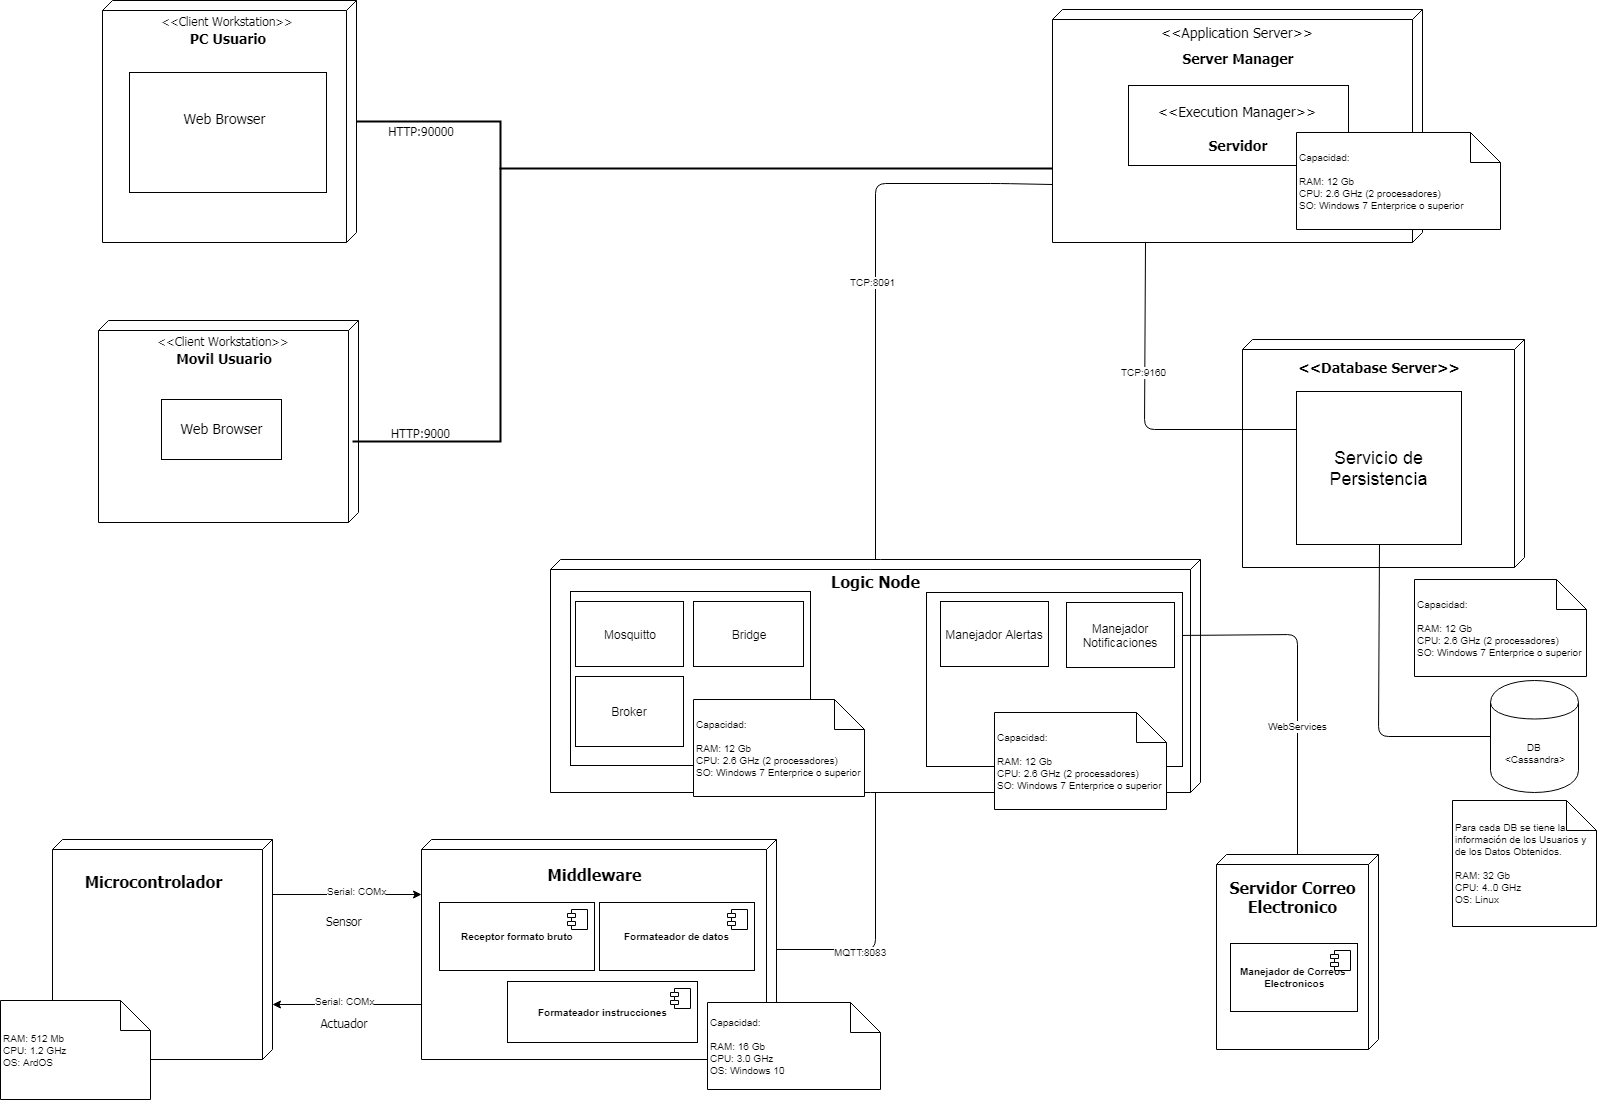 <<Client Workstation>>
PC Usuario
Web Browser
HTTP:90000
<<Application Server>>
Server Manager
<<Execution Manager>>
Servidor
Capacidad:
RAM: 12 Gb
CPU: 2.6 GHz (2 procesadores)
SO: Windows 7 Enterprice o superior
TCP:8091
<<Client Workstation>>
Movil Usuario
Web Browser
HTTP:9000
TCP:9160
<<Database Server>>
Servicio de
Persistencia
Capacidad:
RAM: 12 Gb
CPU: 2.6 GHz (2 procesadores)
SO: Windows 7 Enterprice o superior
DB
<Cassandra>
Para cada DB se tiene la
información de los Usuarios y
de los Datos Obtenidos.
RAM: 32 Gb
CPU: 4..0 GHz
OS: Linux
Logic Node
Mosquitto
Bridge
Broker
Capacidad:
RAM: 12 Gb
CPU: 2.6 GHz (2 procesadores)
SO: Windows 7 Enterprice o superior
Manejador Alertas
Manejador
Notificaciones
Capacidad:
RAM: 12 Gb
CPU: 2.6 GHz (2 procesadores)
SO: Windows 7 Enterprice o superior
WebServices
Microcontrolador
RAM: 512 Mb
CPU: 1.2 GHz
OS: ArdOS
Serial: COMx
Sensor
Serial: COMx
Actuador
Middleware
Receptor formato bruto
Formateador de datos
Formateador instrucciones
Capacidad:
RAM: 16 Gb
CPU: 3.0 GHz
OS: Windows 10
MQTT:8083
Servidor Correo
Electronico
Manejador de Correos
Electronicos